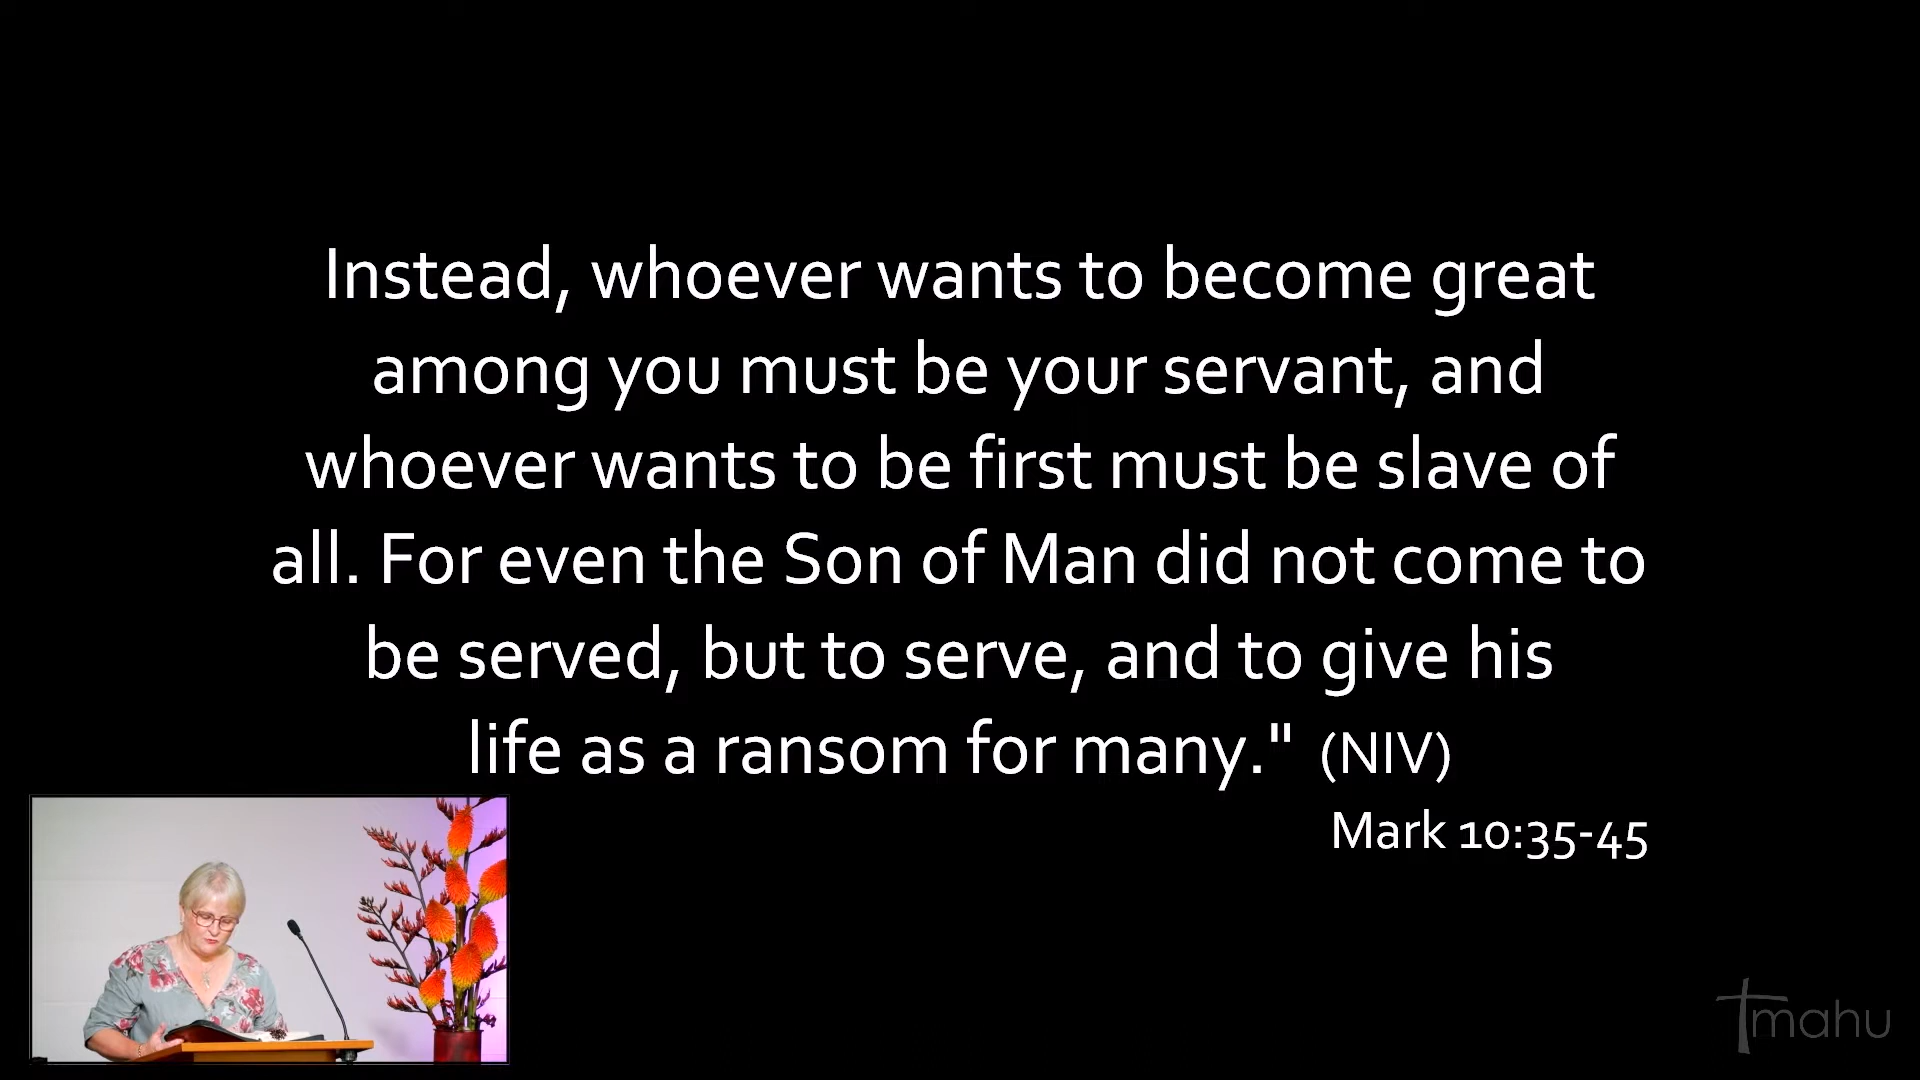 Instead, whoever wants to become great
among you must be your servant, and
whoever wants to be first must be slave of
all. For even the Son of Man did not come to
be served, but to serve, and to give his
life as a ransom for many." (NIV)
Mark 10:35-45
mahu